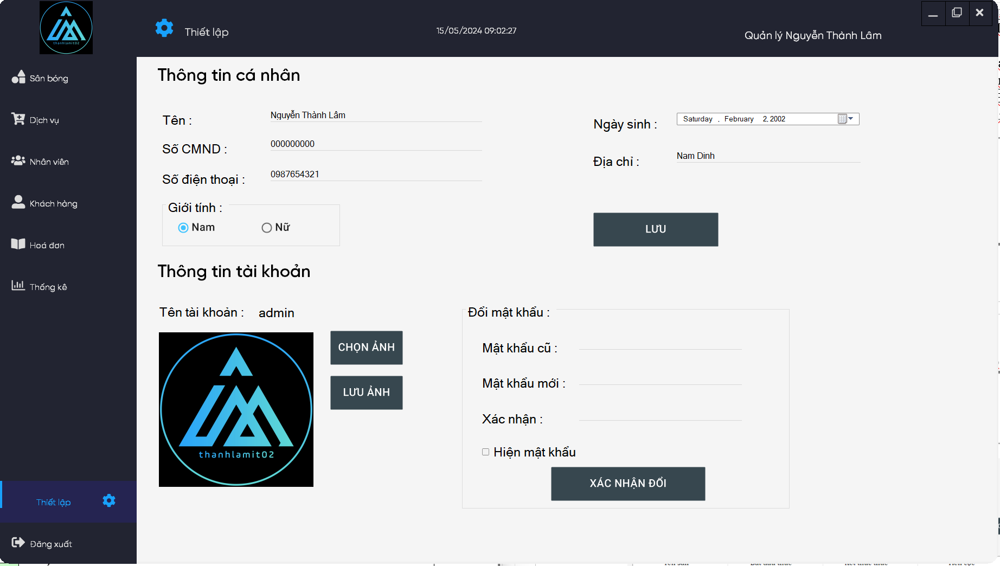 thanhlamit02
Thiết lập
15/05/2024 09:02:27
Quản lý Nguyễn Thành Lâm
Sân bóng
Dịch vụ
Nhân viên
Khách hàng
Hoá đơn
Thống kê
Thiết lập
Đăng xuất
Thông tin cá nhân
Tên : Nguyễn Thành Lâm
Số CMND : 000000000
Số điện thoại : 0987654321
Giới tính :
Nam Nữ
Ngày sinh : Saturday , February 2, 2002
Địa chỉ : Nam Dinh
LƯU
Thông tin tài khoản
Tên tài khoản : admin
thanhlamit02
CHỌN ẢNH
LƯU ẢNH
Đổi mật khẩu :
Mật khẩu cũ :
Mật khẩu mới :
Xác nhận :
Hiện mật khẩu
XÁC NHẬN ĐỔI